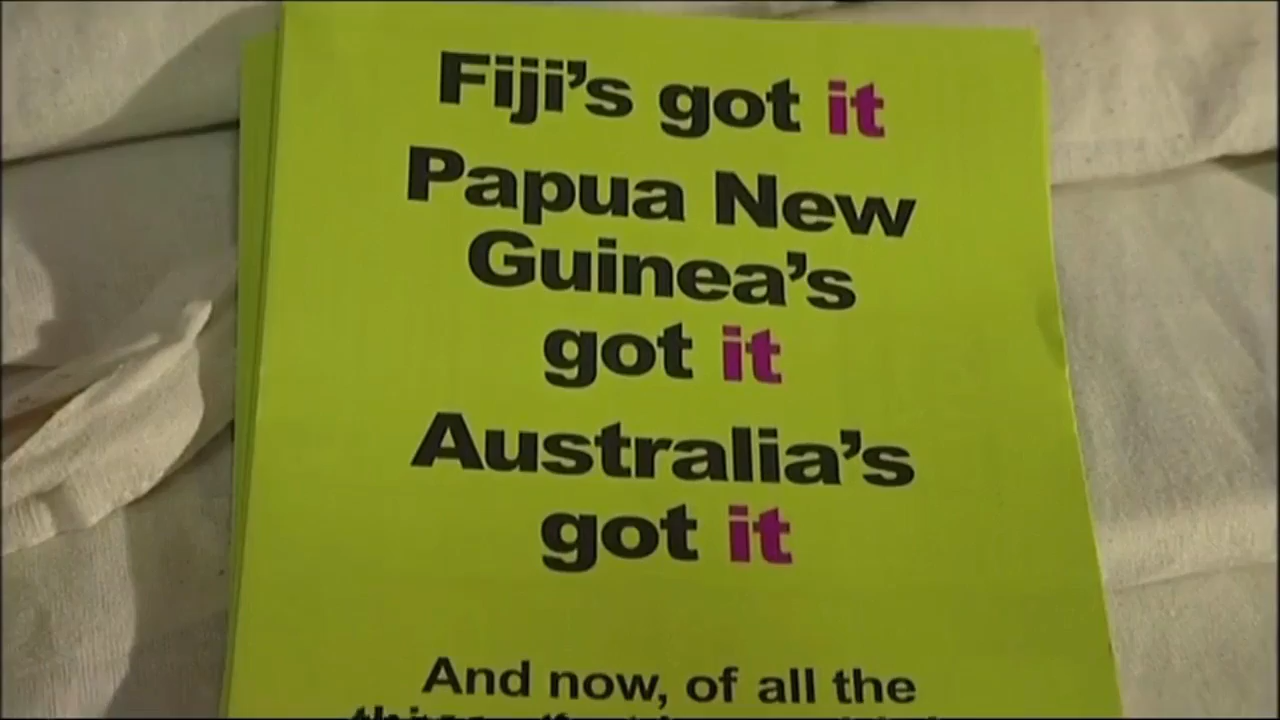 Fiji's got it
Papua New
Guinea's
got it
Australia's
got it
And now, of all the